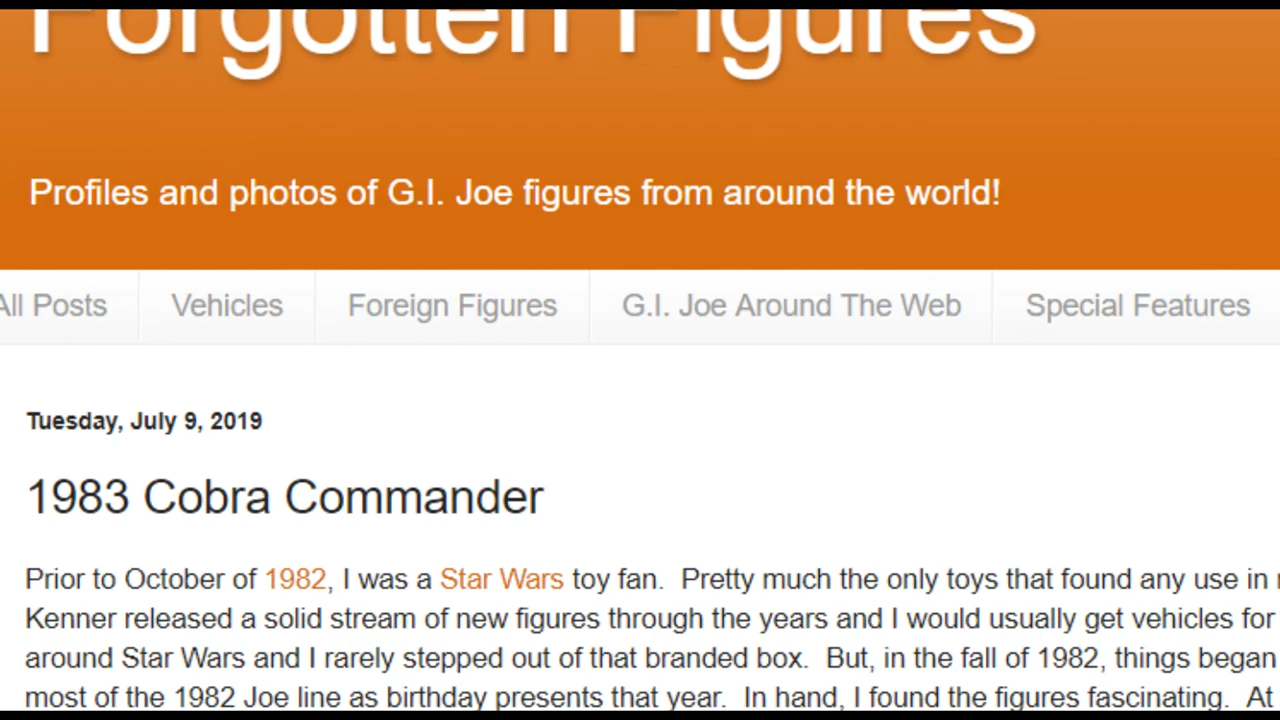 Forgotten Figures
Profiles and photos of G.I. Joe figures from around the world!
All Posts Vehicles Foreign Figures G.I. Joe Around The Web Special Features
Tuesday, July 9, 2019
1983 Cobra Commander
Prior to October of 1982, I was a Star Wars toy fan. Pretty much the only toys that found any use in
Kenner released a solid stream of new figures through the years and I would usually get vehicles for
around Star Wars and I rarely stepped out of that branded box. But, in the fall of 1982, things began
most of the 1982 Joe line as birthday presents that year. In hand, I found the figures fascinating. At